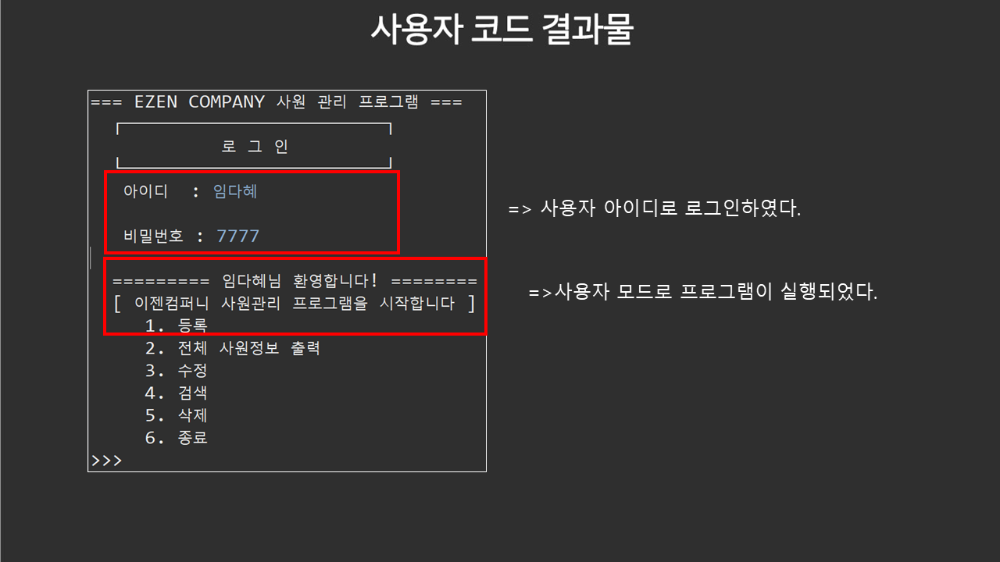 사용자 코드 결과물
=== EZEN COMPANY 사원 관리 프로그램 ===
로 그 인
아이디 : 임다혜
=> 사용자 아이디로 로그인하였다.
비밀번호 : 7777
========= 임다혜님 환영합니다! ========
=>사용자 모드로 프로그램이 실행되었다.
[ 이젠컴퍼니 사원관리 프로그램을 시작합니다 ]
1. 등록
2. 전체 사원정보 출력
3. 수정
4. 검색
5. 삭제
6. 종료
>>>